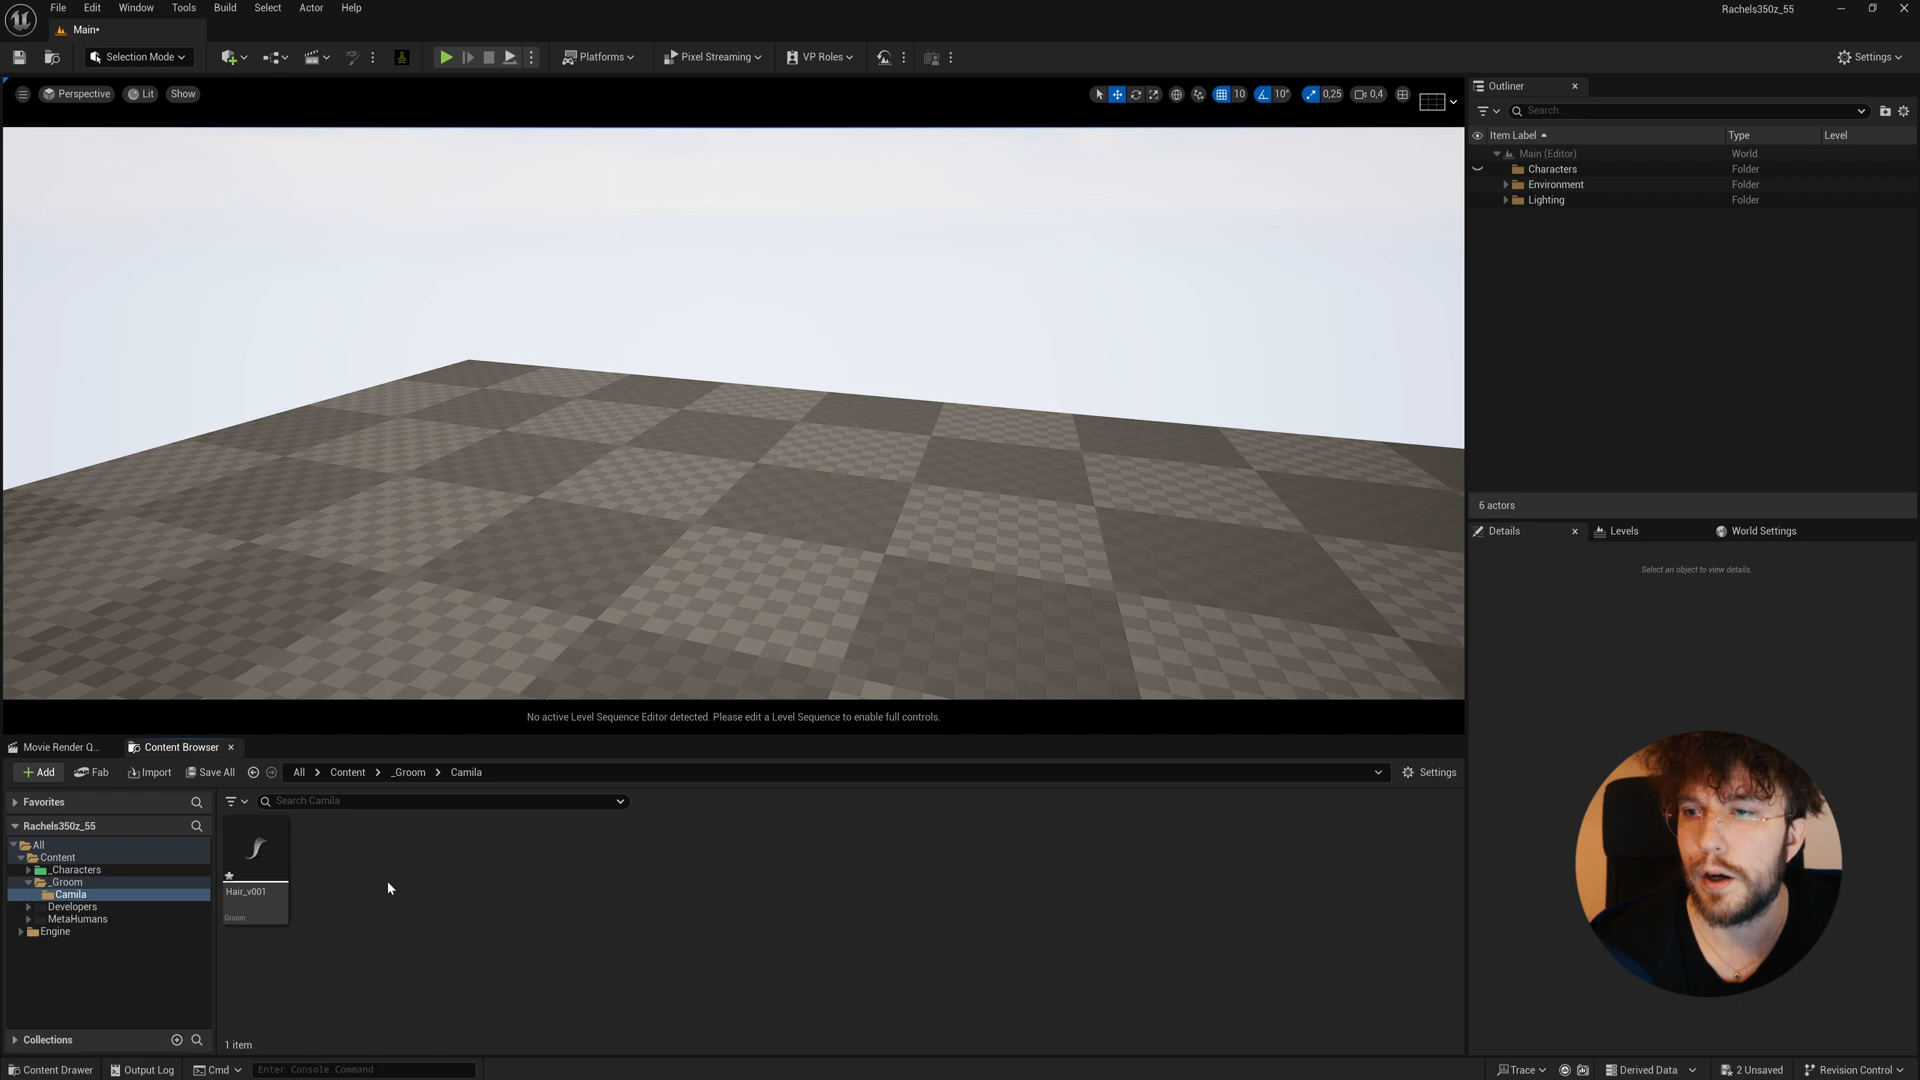 File Edit Window Tools Build Select Actor Help
Rachels350z_55
Main*
Selection Mode
Platforms
Pixel Streaming
VP Roles
Settings
Perspective
Lit
Show
10
10°
0,25
0,4
Outliner
Search...
Item Label
Type
Level
Main (Editor)
World
Characters
Folder
Environment
Folder
Lighting
Folder
6 actors
Details
Levels
World Settings
Select an object to view details.
No active Level Sequence Editor detected. Please edit a Level Sequence to enable full controls.
Movie Render Q...
Content Browser
Add
Fab
Import
Save All
All
Content
_Groom
Camila
Settings
Favorites
Search Camila
Rachels350z_55
All
Content
_Characters
_Groom
Camila
Developers
MetaHumans
Engine
Hair_v001
Groom
Collections
1 item
Content Drawer
Output Log
Cmd
Enter Console Command
Trace
Derived Data
2 Unsaved
Revision Control